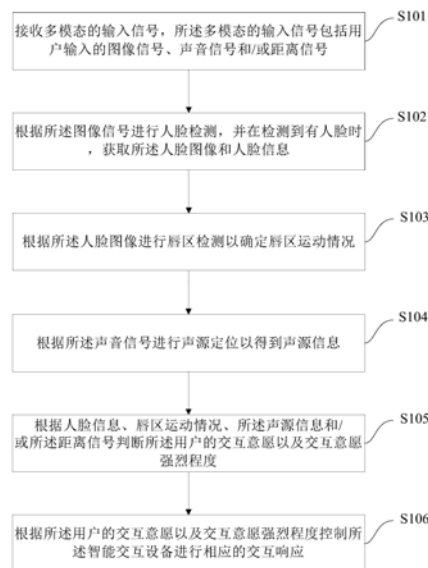 S101
接收多模态的输入信号，所述多模态的输入信号包括用
户输入的图像信号、声音信号和/或距离信号
S102
根据所述图像信号进行人脸检测，并在检测到有人脸时
，获取所述人脸图像和人脸信息
S103
根据所述人脸图像进行唇区检测以确定唇区运动情况
S104
根据所述声音信号进行声源定位以得到声源信息
S105
根据人脸信息、唇区运动情况、所述声源信息和/
或所述距离信号判断所述用户的交互意愿以及交互意愿
强烈程度
S106
根据所述用户的交互意愿以及交互意愿强烈程度控制所
述智能交互设备进行相应的交互响应